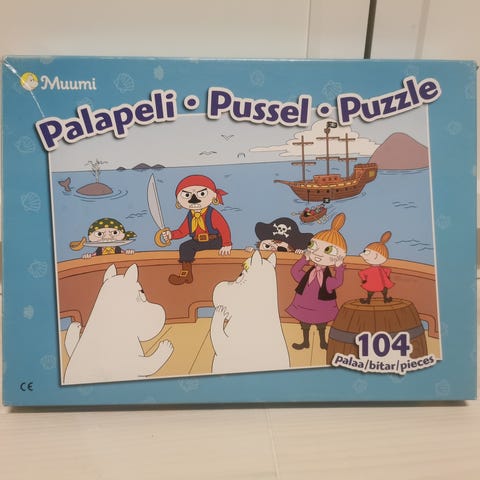 Muumi
Palapeli • Pussel • Puzzle
104
palaa/bitar/pieces
CE